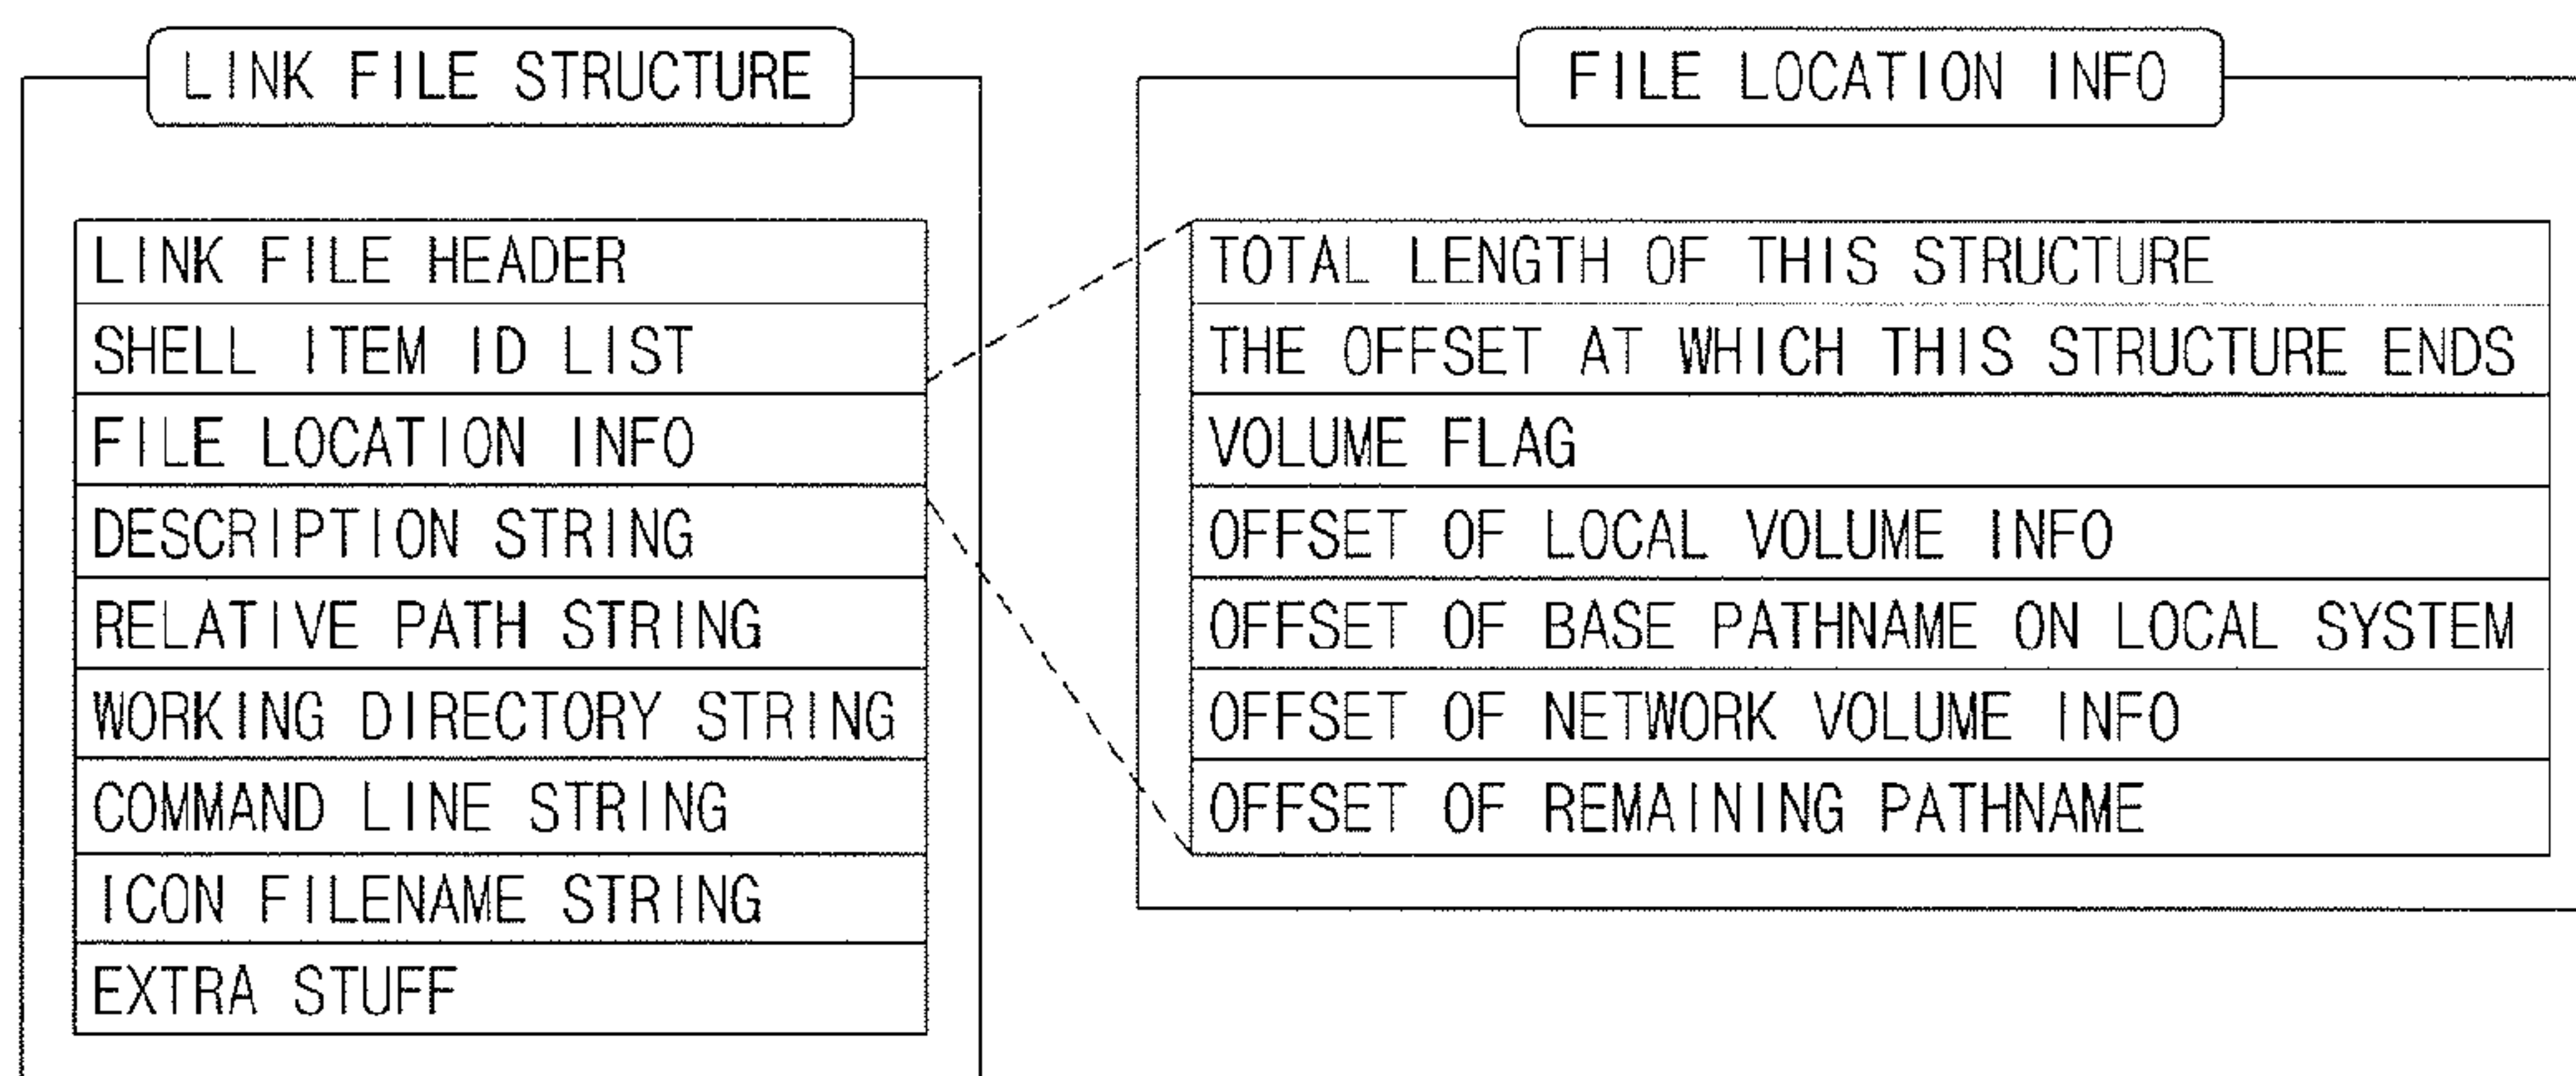 LINK FILE STRUCTURE
LINK FILE HEADER
SHELL ITEM ID LIST
FILE LOCATION INFO
DESCRIPTION STRING
RELATIVE PATH STRING
WORKING DIRECTORY STRING
COMMAND LINE STRING
ICON FILENAME STRING
EXTRA STUFF
FILE LOCATION INFO
TOTAL LENGTH OF THIS STRUCTURE
THE OFFSET AT WHICH THIS STRUCTURE ENDS
VOLUME FLAG
OFFSET OF LOCAL VOLUME INFO
OFFSET OF BASE PATHNAME ON LOCAL SYSTEM
OFFSET OF NETWORK VOLUME INFO
OFFSET OF REMAINING PATHNAME